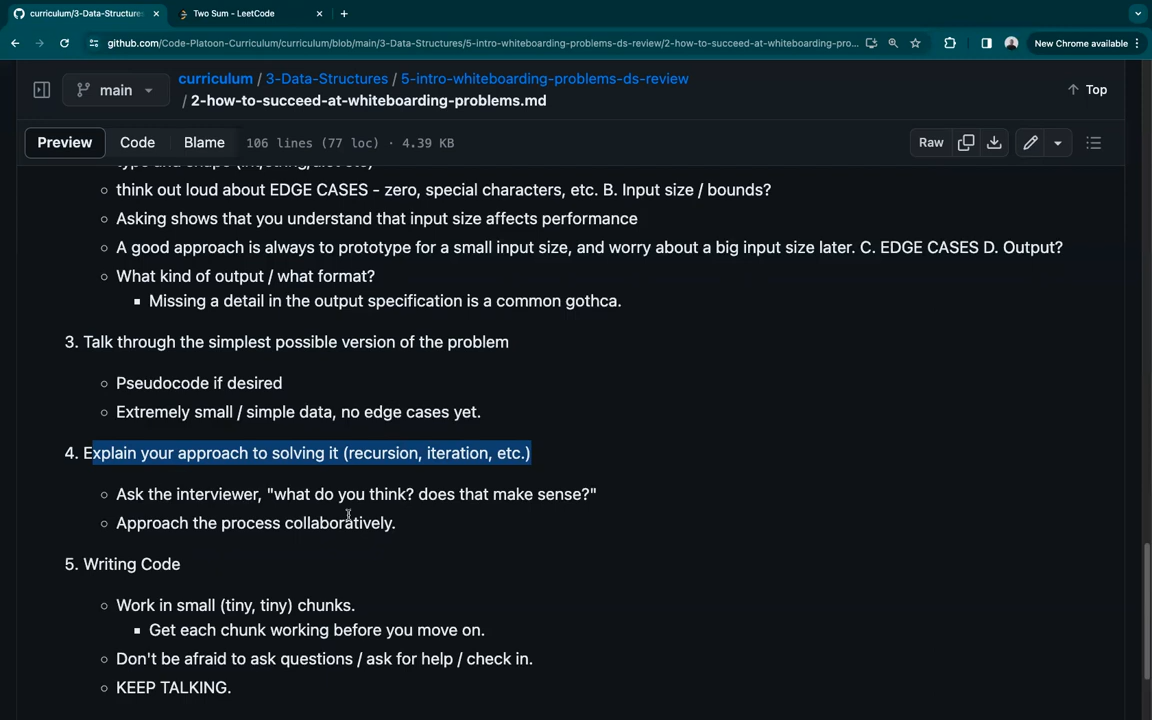 curriculum/3-Data-Structures
Two Sum - LeetCode
github.com/Code-Platoon-Curriculum/curriculum/blob/main/3-Data-Structures/5-intro-whiteboarding-problems-ds-review/2-how-to-succeed-at-whiteboarding-pro...
New Chrome available
main
curriculum / 3-Data-Structures / 5-intro-whiteboarding-problems-ds-review
/ 2-how-to-succeed-at-whiteboarding-problems.md
Top
Preview Code Blame 106 lines (77 loc) · 4.39 KB Raw
type and shape (int,string,dict etc)
think out loud about EDGE CASES - zero, special characters, etc. B. Input size / bounds?
Asking shows that you understand that input size affects performance
A good approach is always to prototype for a small input size, and worry about a big input size later. C. EDGE CASES D. Output?
What kind of output / what format?
Missing a detail in the output specification is a common gothca.
3. Talk through the simplest possible version of the problem
Pseudocode if desired
Extremely small / simple data, no edge cases yet.
4. Explain your approach to solving it (recursion, iteration, etc.)
Ask the interviewer, "what do you think? does that make sense?"
Approach the process collaboratively.
5. Writing Code
Work in small (tiny, tiny) chunks.
Get each chunk working before you move on.
Don't be afraid to ask questions / ask for help / check in.
KEEP TALKING.